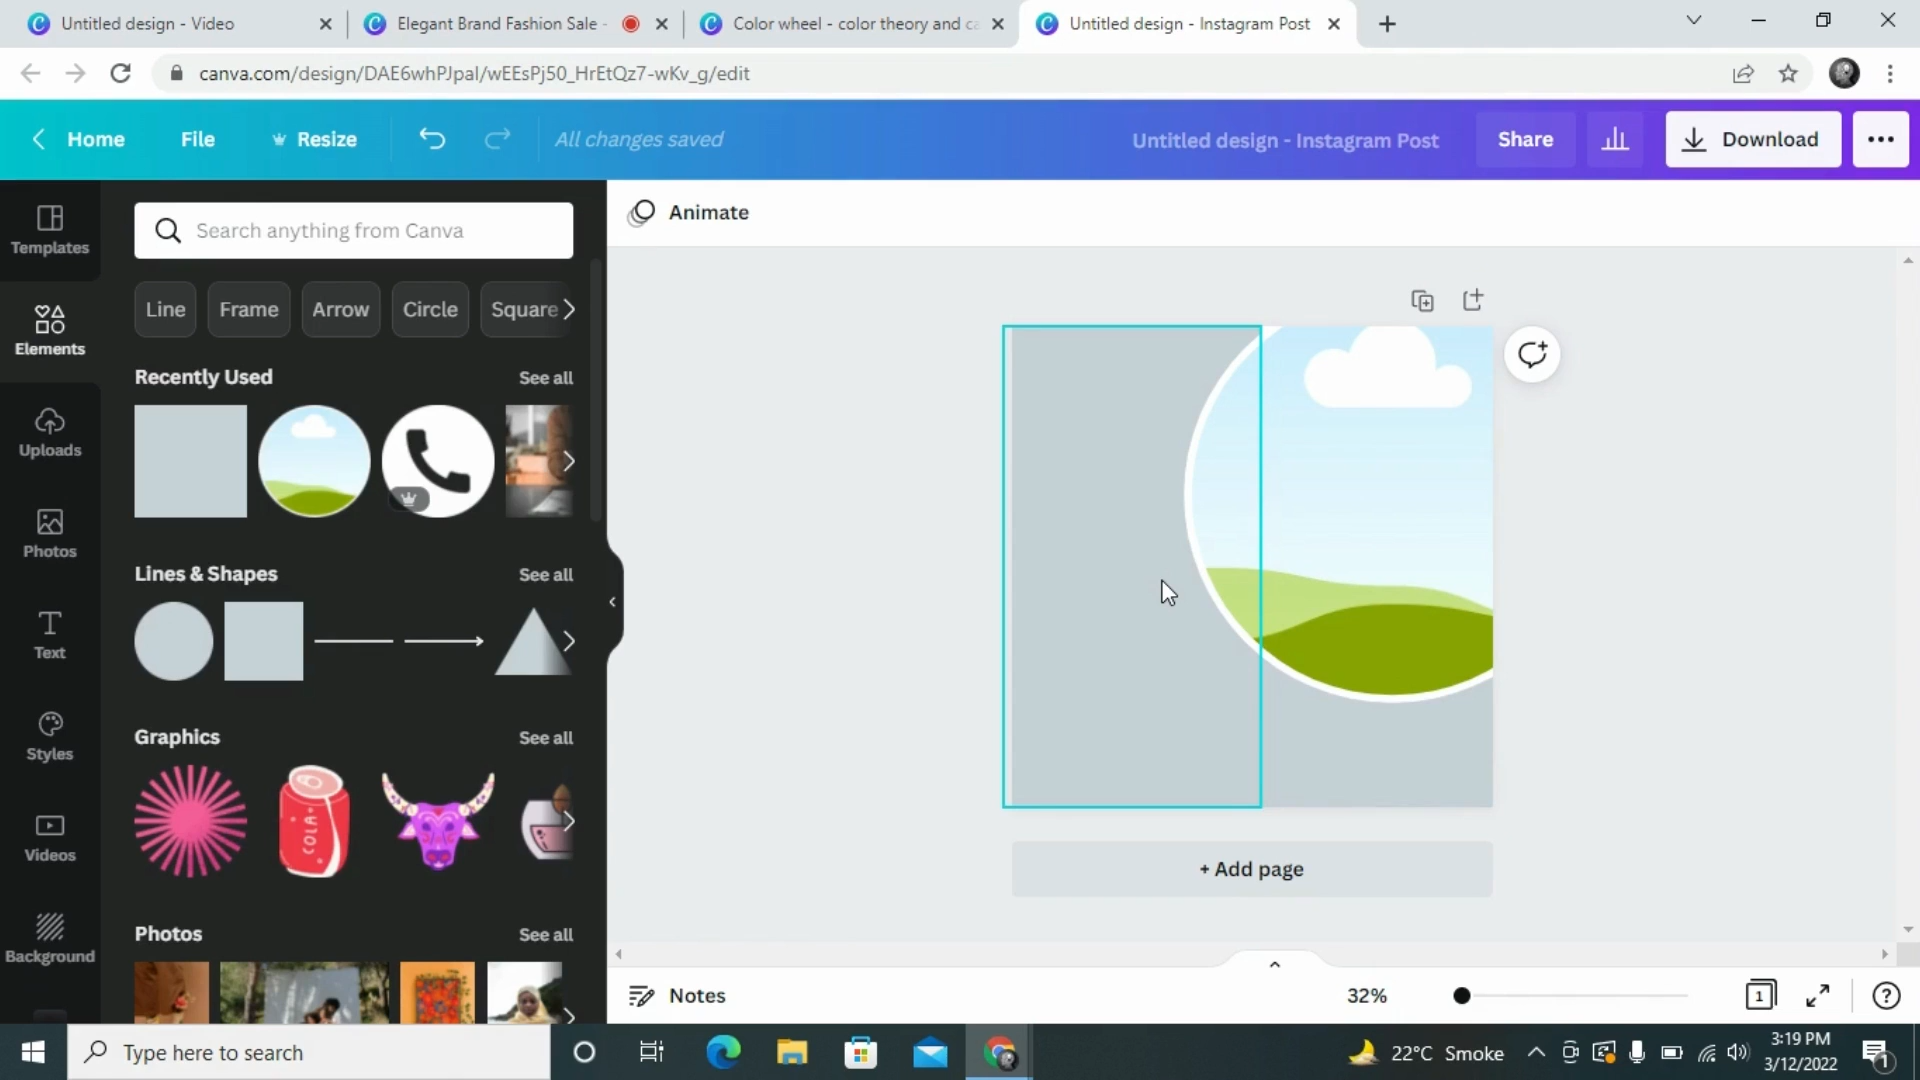 Untitled design - Video
Elegant Brand Fashion Sale -
Color wheel - color theory and ca
Untitled design - Instagram Post
canva.com/design/DAE6whPJpaI/wEEsPj50_HrEtQz7-wKv_g/edit
Home
File
Resize
All changes saved
Untitled design - Instagram Post
Share
Download
Templates
Elements
Uploads
Photos
Text
Styles
Videos
Background
Search anything from Canva
Line
Frame
Arrow
Circle
Square
Recently Used
See all
Lines & Shapes
See all
Graphics
See all
COLA
Photos
See all
Animate
+ Add page
Notes
32%
1
Type here to search
22°C Smoke
3:19 PM
3/12/2022
1